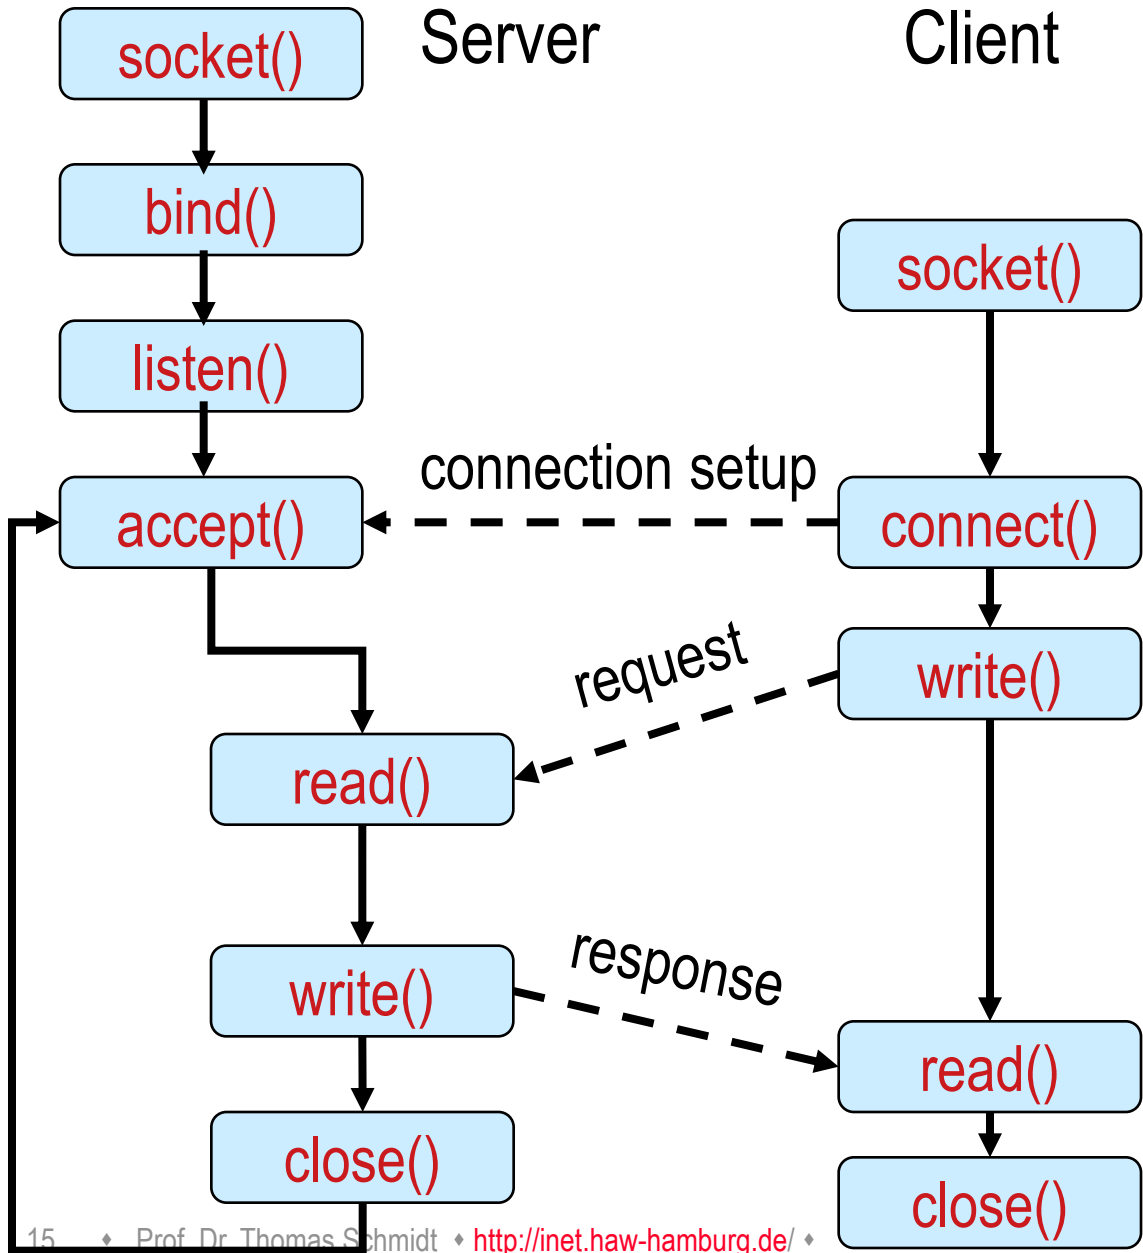 Server
Client
socket()
bind()
listen()
accept()
read()
write()
close()
connection setup
request
response
socket()
connect()
write()
read()
close()
15 ♦ Prof. Dr. Thomas Schmidt ♦ http://inet.haw-hamburg.de/ ♦